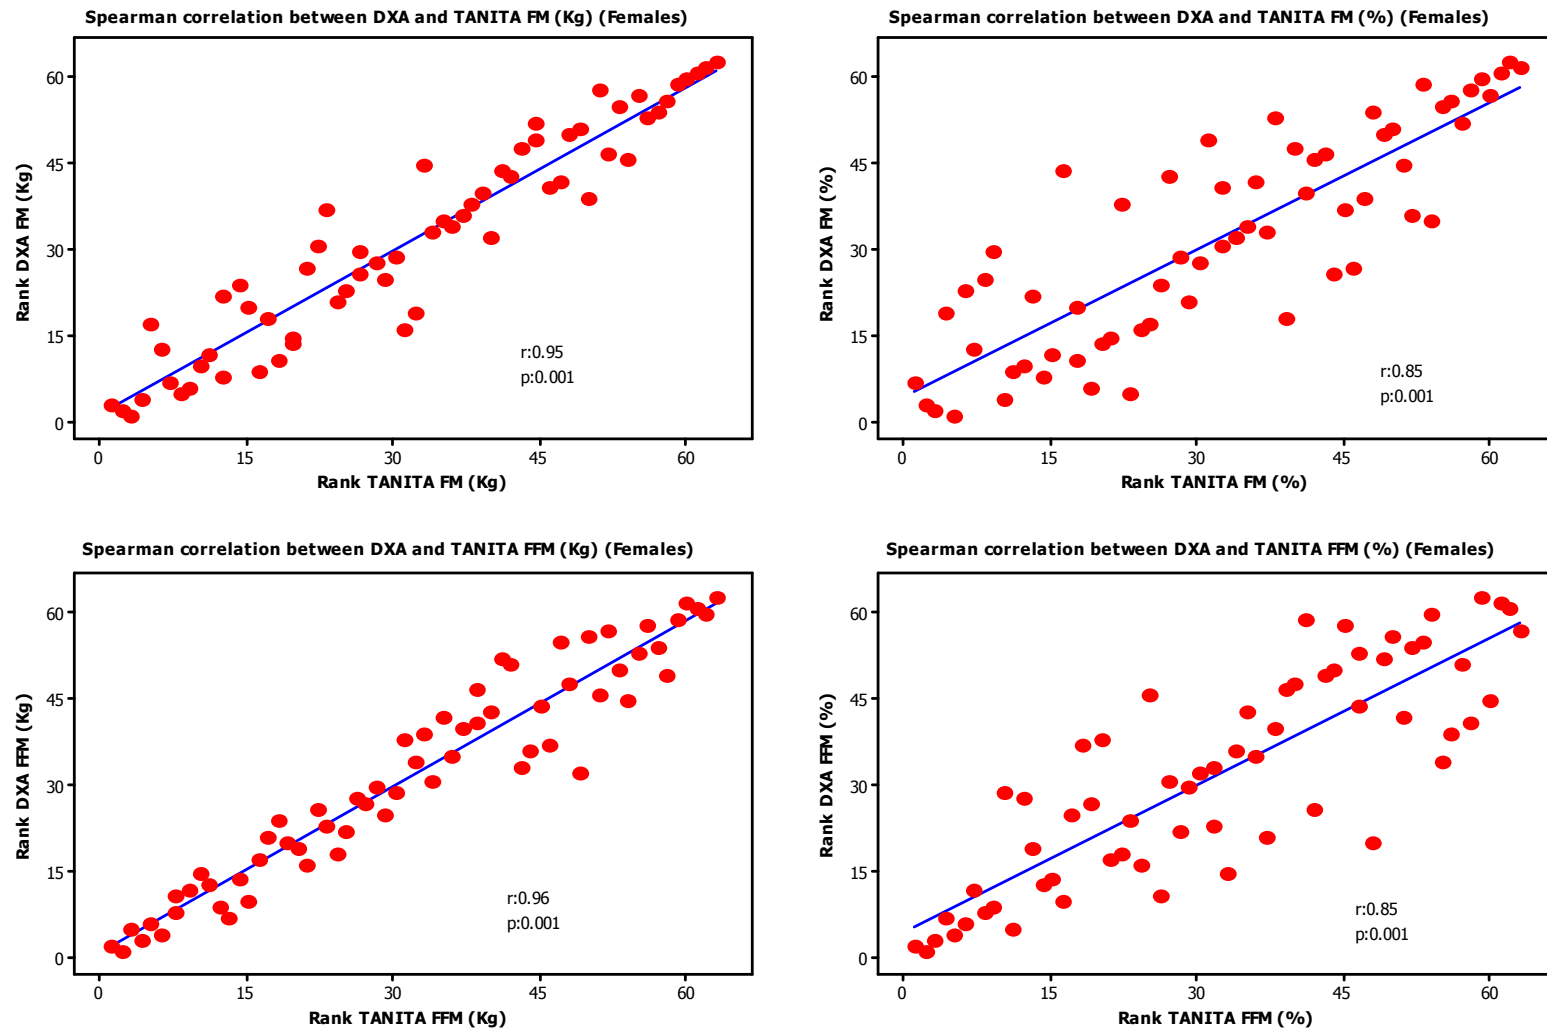 Spearman correlation between DXA and TANITA FM (Kg) (Females)
Rank DXA FM (Kg)
60
45
30
15
0
r:0.95
p:0.001
0 15 30 45 60
Rank TANITA FM (Kg)
Spearman correlation between DXA and TANITA FM (%) (Females)
Rank DXA FM (%)
60
45
30
15
0
r:0.85
p:0.001
0 15 30 45 60
Rank TANITA FM (%)
Spearman correlation between DXA and TANITA FFM (Kg) (Females)
Rank DXA FFM (Kg)
60
45
30
15
0
r:0.96
p:0.001
0 15 30 45 60
Rank TANITA FFM (Kg)
Spearman correlation between DXA and TANITA FFM (%) (Females)
Rank DXA FFM (%)
60
45
30
15
0
r:0.85
p:0.001
0 15 30 45 60
Rank TANITA FFM (%)